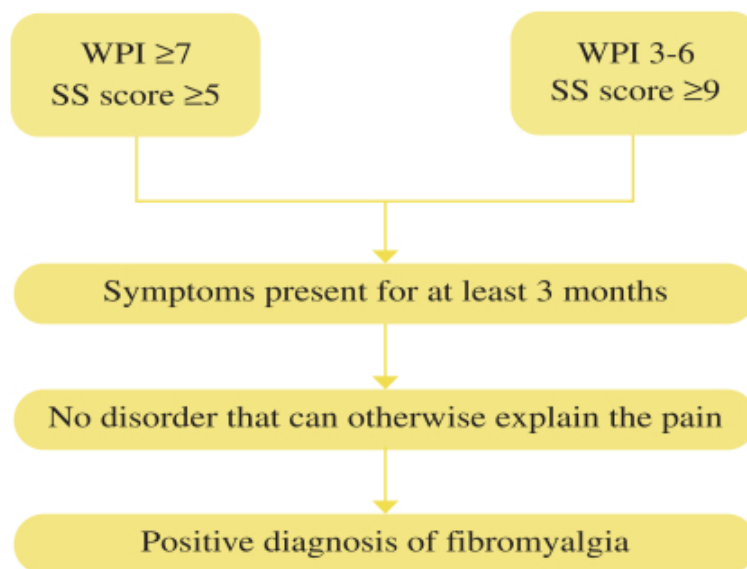 WPI ≥7
SS score ≥5
WPI 3-6
SS score ≥9
Symptoms present for at least 3 months
No disorder that can otherwise explain the pain
Positive diagnosis of fibromyalgia